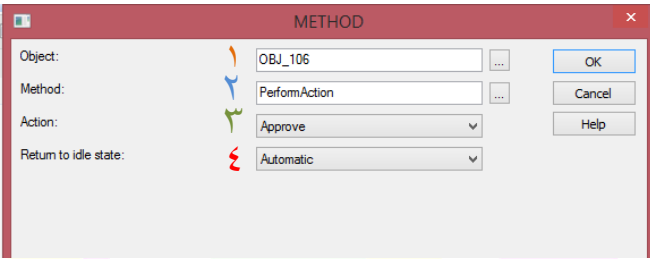 METHOD
Object: ١ OBJ_106 ... OK
Method: ٢ PerformAction ... Cancel
Action: ٣ Approve Help
Return to idle state: ٤ Automatic